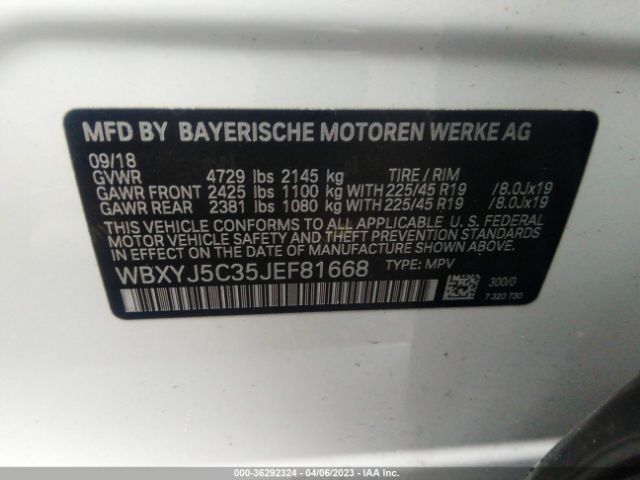 MFD BY BAYERISCHE MOTOREN WERKE AG
09/18
GVWR 4729 lbs 2145 kg TIRE / RIM
GAWR FRONT 2425 lbs 1100 kg WITH 225/45 R19 /8.0Jx19
GAWR REAR 2381 lbs 1080 kg WITH 225/45 R19 /8.0Jx19
THIS VEHICLE CONFORMS TO ALL APPLICABLE U. S. FEDERAL
MOTOR VEHICLE SAFETY AND THEFT PREVENTION STANDARDS
IN EFFECT ON THE DATE OF MANUFACTURE SHOWN ABOVE.
WBXYJ5C35JEF81668 TYPE: MPV
300/0
7 320 730
000-36292324 - 04/06/2023 - IAAI.com